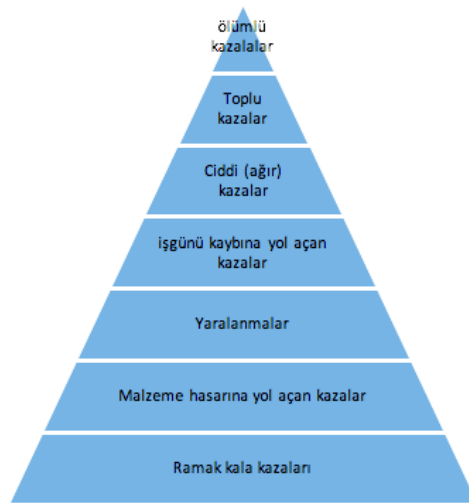 ölümlü
kazalalar
Toplu
kazalar
Ciddi (ağır)
kazalar
işgünü kaybına yol açan
kazalar
Yaralanmalar
Malzeme hasarına yol açan kazalar
Ramak kala kazaları